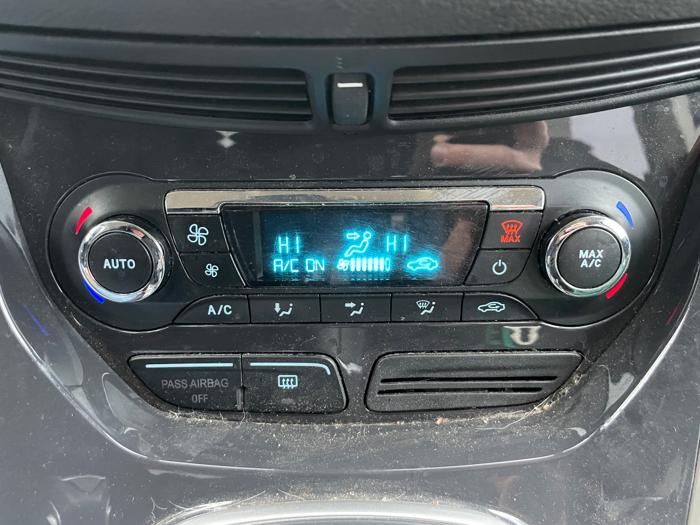 HI HI
A/C ON
MAX
AUTO
MAX
A/C
A/C
PASS AIRBAG
OFF